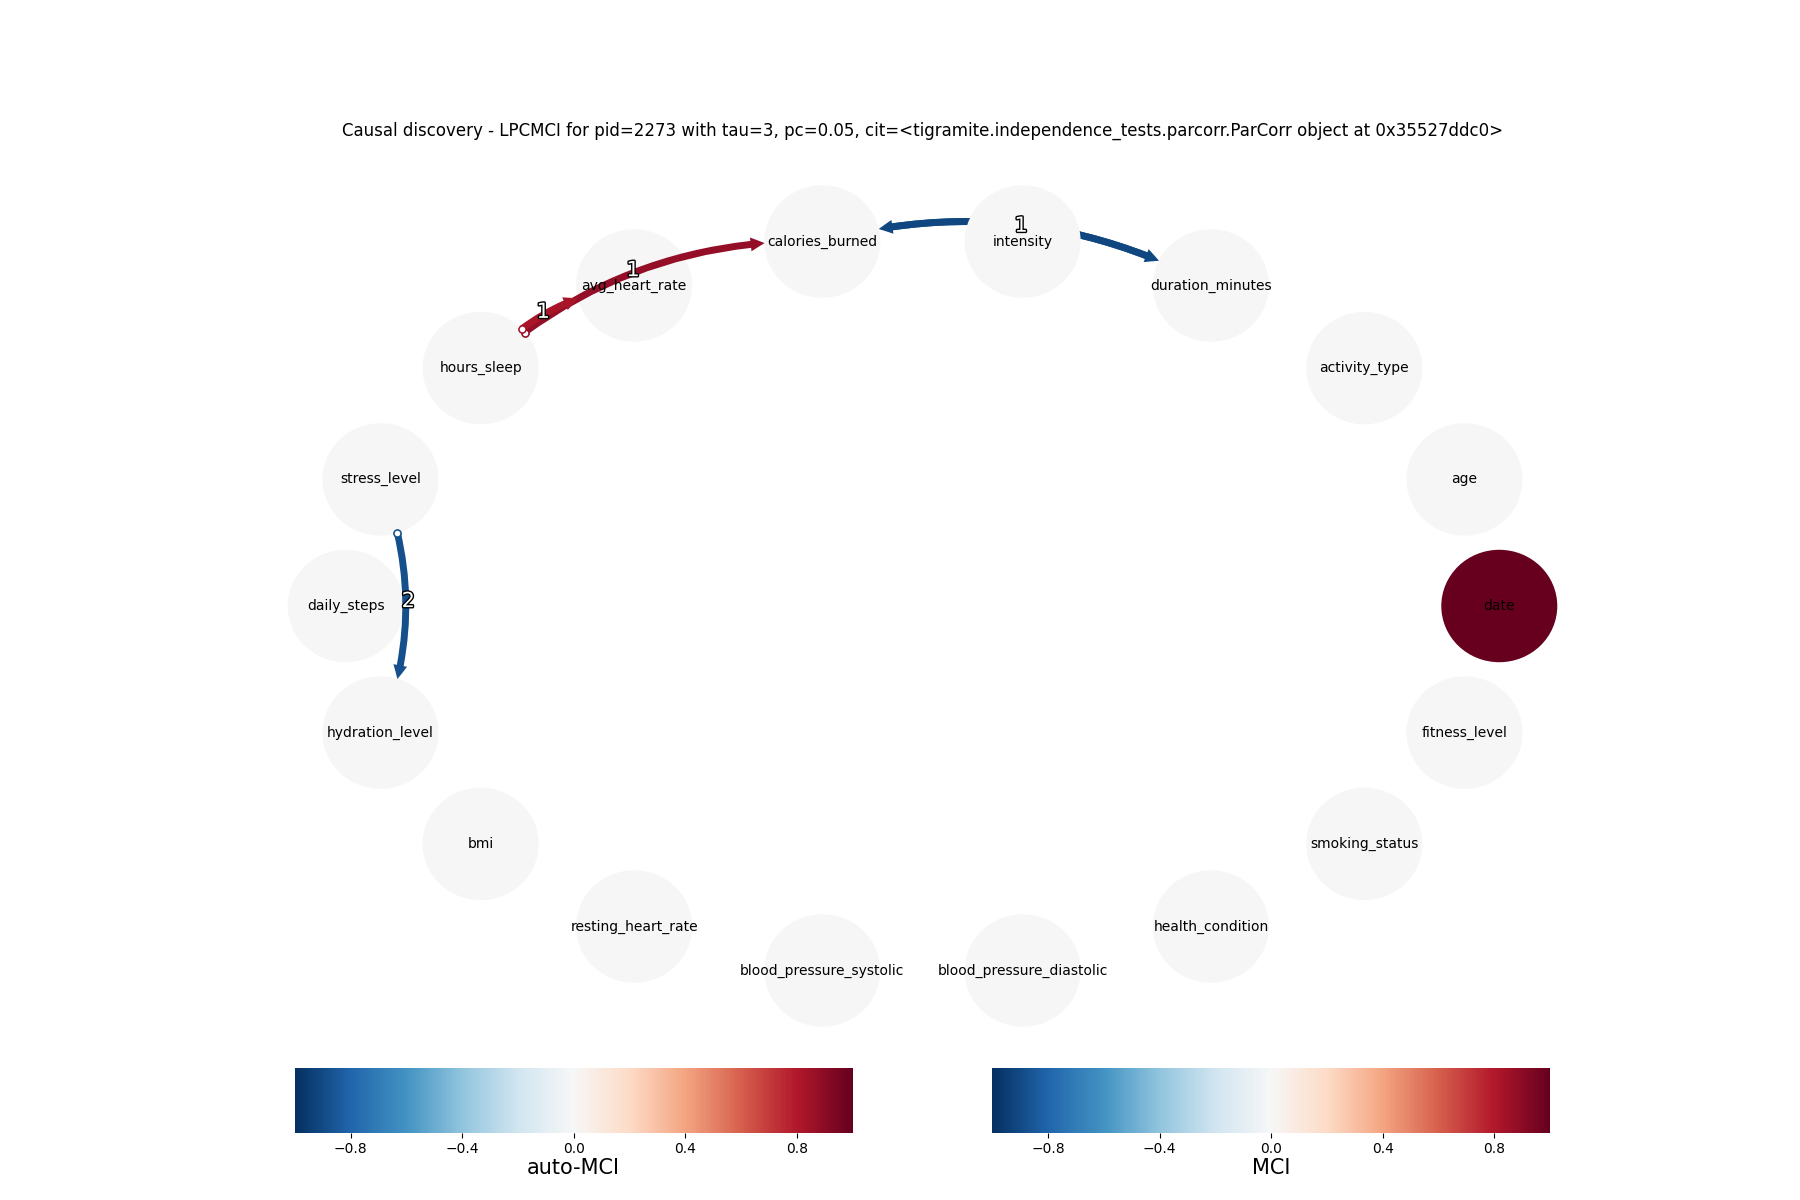 Causal discovery - LPCMCI for pid=2273 with tau=3, pc=0.05, cit=<tigramite.independence_tests.parcorr.ParCorr object at 0x35527ddc0>
1
calories_burned
intensity
1
avg_heart_rate
duration_minutes
1
hours_sleep
activity_type
stress_level
age
2
daily_steps
date
hydration_level
fitness_level
bmi
smoking_status
resting_heart_rate
health_condition
blood_pressure_systolic
blood_pressure_diastolic
−0.8 −0.4 0.0 0.4 0.8
auto-MCI
−0.8 −0.4 0.0 0.4 0.8
MCI